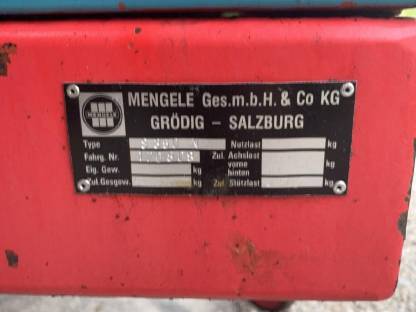 MENGELE Ges.m.b.H. & Co KG
MENGELE
GRÖDIG – SALZBURG
Type Nutzlast kg
Fahrg. Nr. Zul. Achslast
Eig. Gew. kg vorne kg
hinten kg
Zul. Gesgew. kg Zul. Stützlast kg